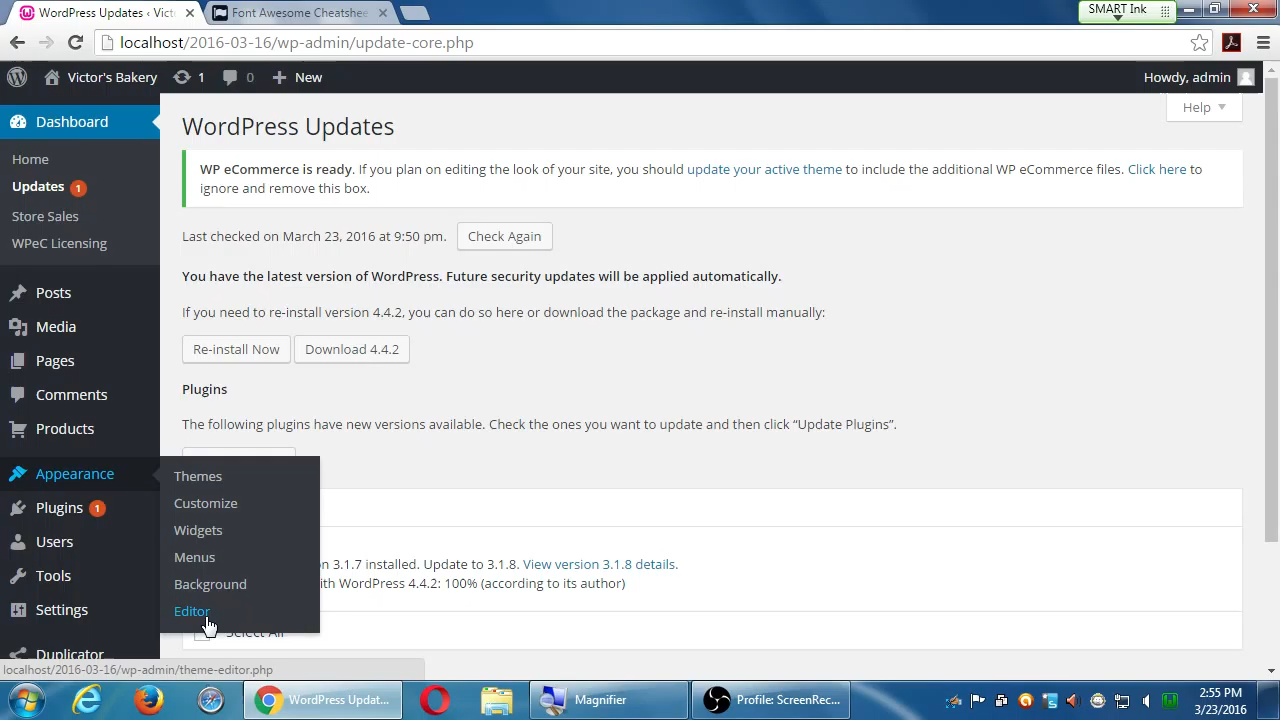 WordPress Updates ‹ Vict
Font Awesome Cheatshe
SMART Ink
localhost/2016-03-16/wp-admin/update-core.php
Victor's Bakery
1
0
New
Howdy, admin
Help
Dashboard
Home
Updates 1
Store Sales
WPeC Licensing
Posts
Media
Pages
Comments
Products
Appearance
Plugins 1
Users
Tools
Settings
Duplicator
Themes
Customize
Widgets
Menus
Background
Editor
WordPress Updates
WP eCommerce is ready. If you plan on editing the look of your site, you should update your active theme to include the additional WP eCommerce files. Click here to
ignore and remove this box.
Last checked on March 23, 2016 at 9:50 pm.
Check Again
You have the latest version of WordPress. Future security updates will be applied automatically.
If you need to re-install version 4.4.2, you can do so here or download the package and re-install manually:
Re-install Now
Download 4.4.2
Plugins
The following plugins have new versions available. Check the ones you want to update and then click “Update Plugins”.
n 3.1.7 installed. Update to 3.1.8. View version 3.1.8 details.
ith WordPress 4.4.2: 100% (according to its author)
Select All
localhost/2016-03-16/wp-admin/theme-editor.php
WordPress Updat...
Magnifier
Profile: ScreenRec...
2:55 PM
3/23/2016